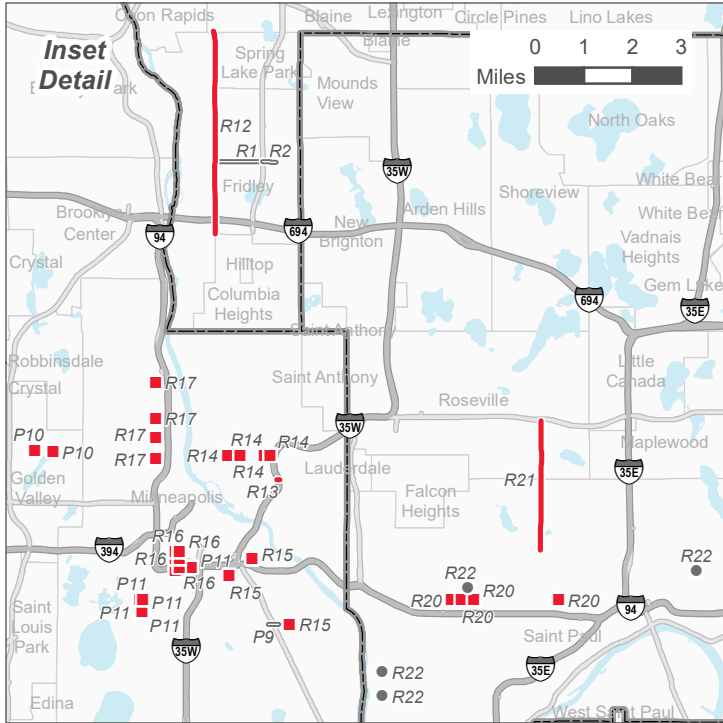 Coon Rapids
Blaine
Lexington
Circle Pines
Lino Lakes
Blaine
Inset
Detail
Spring
Lake Park
Mounds
View
0 1 2 3
Miles
North Oaks
R12
R1
R2
Fridley
35W
Shoreview
White Bear
White Bear
Brooklyn
Center
94
694
New
Brighton
Arden Hills
Vadnais
Heights
Crystal
Hilltop
Columbia
Heights
694
Gem Lake
35E
Saint Anthony
Robbinsdale
Crystal
Saint Anthony
Little
Canada
R17
R17
R17
R17
P10
P10
Roseville
35W
Maplewood
R14
R14
R14
R14
R13
Lauderdale
R21
35E
Golden
Valley
Minneapolis
Falcon
Heights
R16
R16
R16
R16
P11
394
R15
R15
R22
R22
R20
R20
R20
R20
P11
P11
P11
94
Saint
Louis
Park
P9
R15
Saint Paul
35W
35E
R22
R22
Edina
West Saint Paul